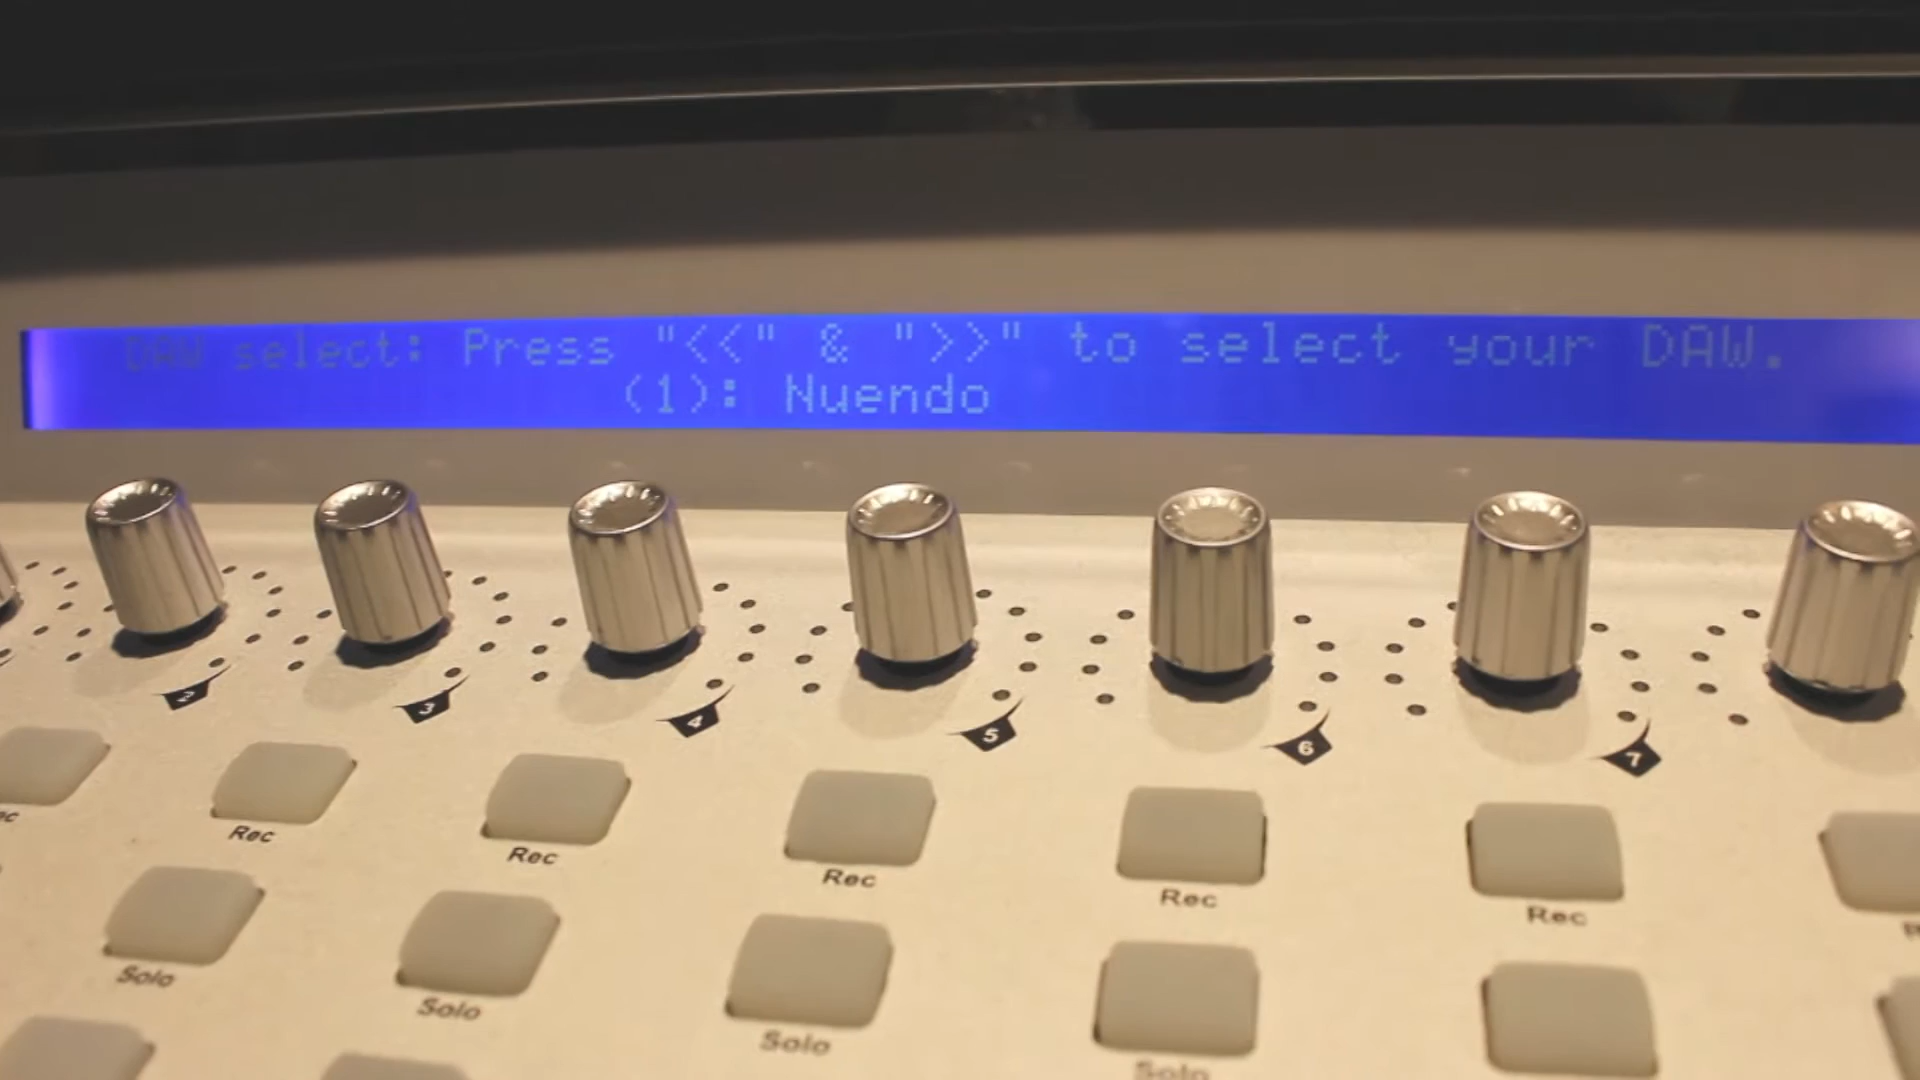 DAW select: Press "<<" & ">>" to select your DAW.
(1): Nuendo
2 3 4 5 6 7
Rec Rec Rec Rec Rec
Solo Solo Solo Solo